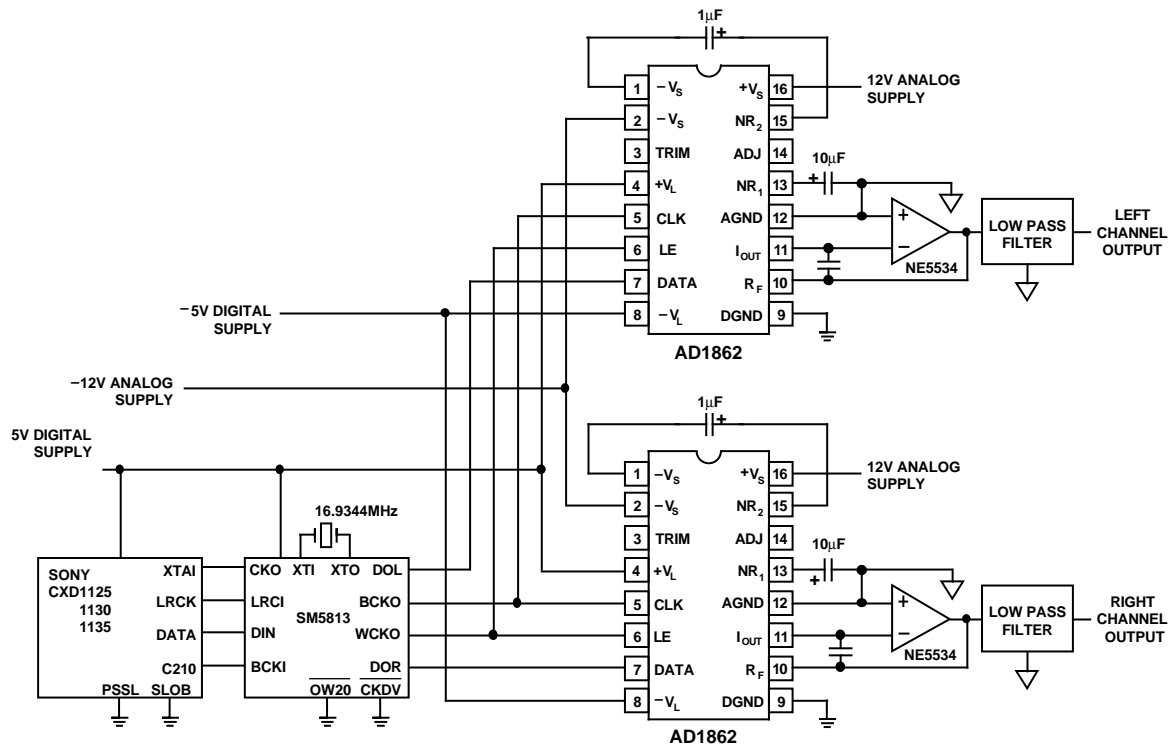 1μF
+
1 −VS +VS 16
12V ANALOG
SUPPLY
2 −VS NR2 15
3 TRIM ADJ 14
10μF
+
4 +VL NR1 13
5 CLK AGND 12
6 LE IOUT 11
7 DATA RF 10
8 −VL DGND 9
AD1862
+
−
NE5534
LOW PASS
FILTER
LEFT
CHANNEL
OUTPUT
−5V DIGITAL
SUPPLY
−12V ANALOG
SUPPLY
5V DIGITAL
SUPPLY
1μF
+
1 −VS +VS 16
12V ANALOG
SUPPLY
2 −VS NR2 15
3 TRIM ADJ 14
10μF
+
4 +VL NR1 13
5 CLK AGND 12
6 LE IOUT 11
7 DATA RF 10
8 −VL DGND 9
AD1862
+
−
NE5534
LOW PASS
FILTER
RIGHT
CHANNEL
OUTPUT
16.9344MHz
SONY
CXD1125
1130
1135
XTAI
LRCK
DATA
C210
PSSL SLOB
CKO XTI XTO DOL
LRCI BCKO
SM5813
DIN WCKO
BCKI DOR
OW20 CKDV